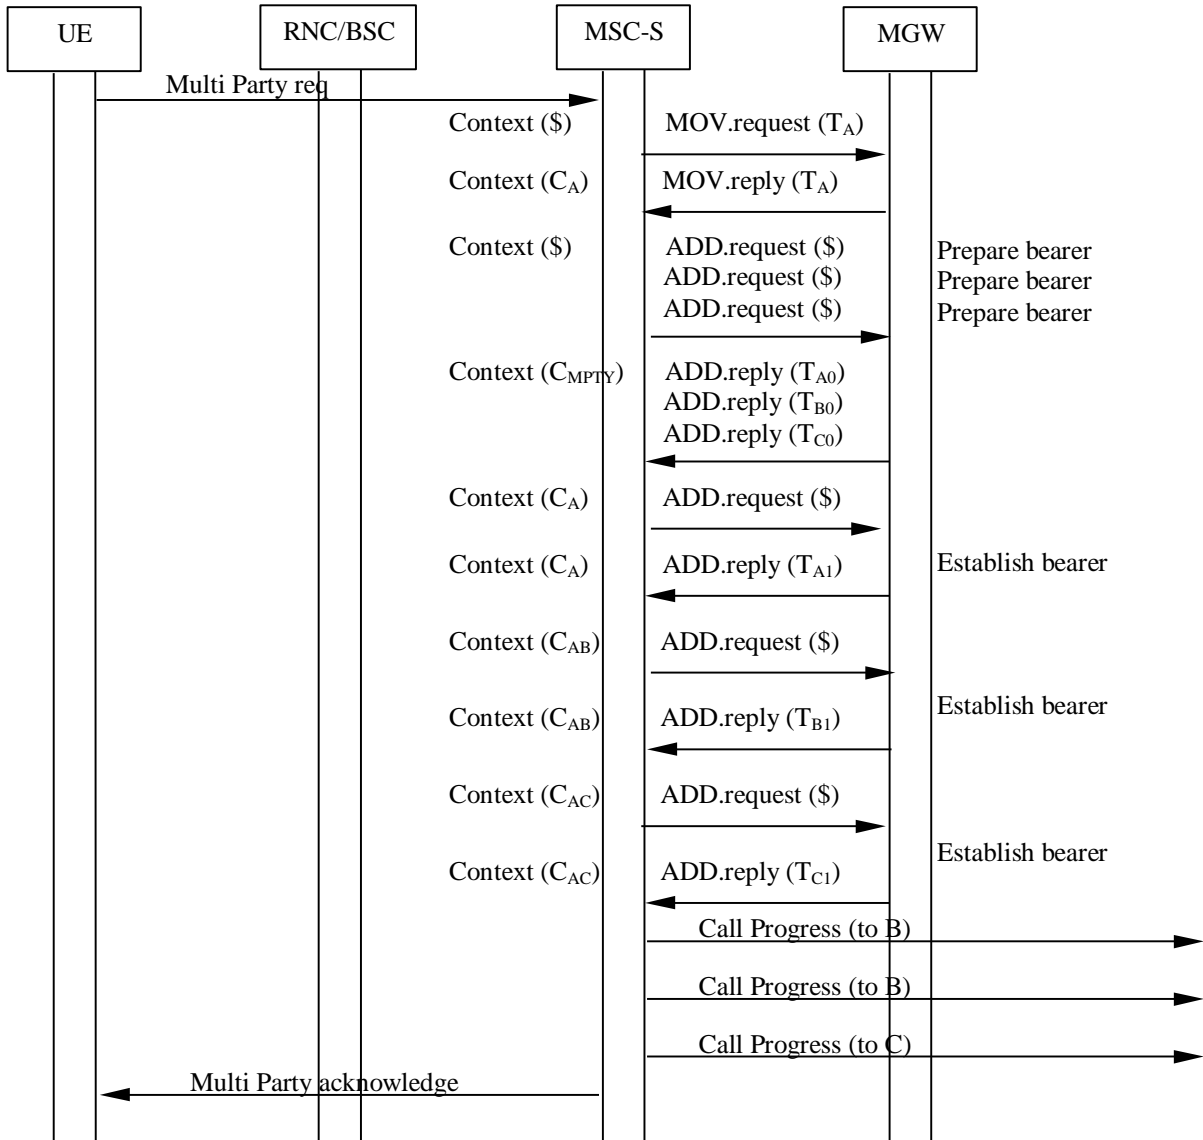 UE RNC/BSC MSC-S MGW
Multi Party req
Context ($) MOV.request (TA)
Context (CA) MOV.reply (TA)
Context ($) ADD.request ($) Prepare bearer
ADD.request ($) Prepare bearer
ADD.request ($) Prepare bearer
Context (CMPTY) ADD.reply (TA0)
ADD.reply (TB0)
ADD.reply (TC0)
Context (CA) ADD.request ($)
Context (CA) ADD.reply (TA1) Establish bearer
Context (CAB) ADD.request ($)
Establish bearer
Context (CAB) ADD.reply (TB1)
Context (CAC) ADD.request ($)
Establish bearer
Context (CAC) ADD.reply (TC1)
Call Progress (to B)
Call Progress (to B)
Call Progress (to C)
Multi Party acknowledge